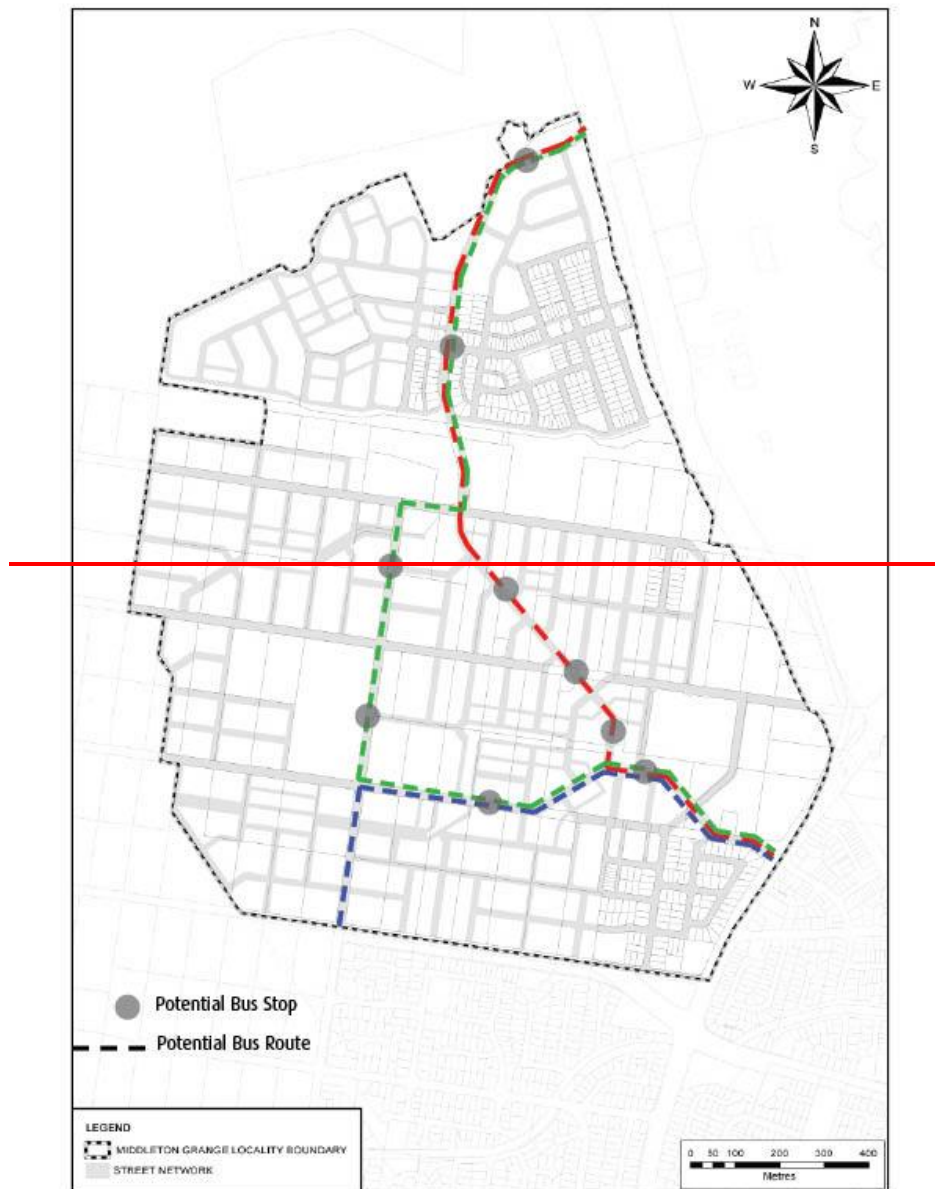 N
W E
S
Potential Bus Stop
Potential Bus Route
LEGEND
MIDDLETON GRANGE LOCALITY BOUNDARY
STREET NETWORK
0 50 100 200 300 400
Metres